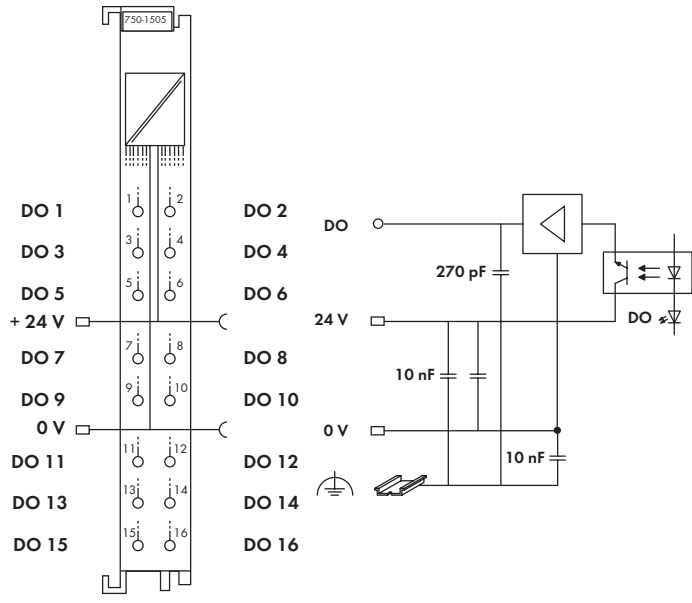 750-1505
1 2
DO 1 DO 2
3 4
DO 3 DO 4
5 6
DO 5 DO 6
+ 24 V
7 8
DO 7 DO 8
9 10
DO 9 DO 10
0 V
11 12
DO 11 DO 12
13 14
DO 13 DO 14
15 16
DO 15 DO 16
DO
270 pF
24 V
DO
10 nF
0 V
10 nF